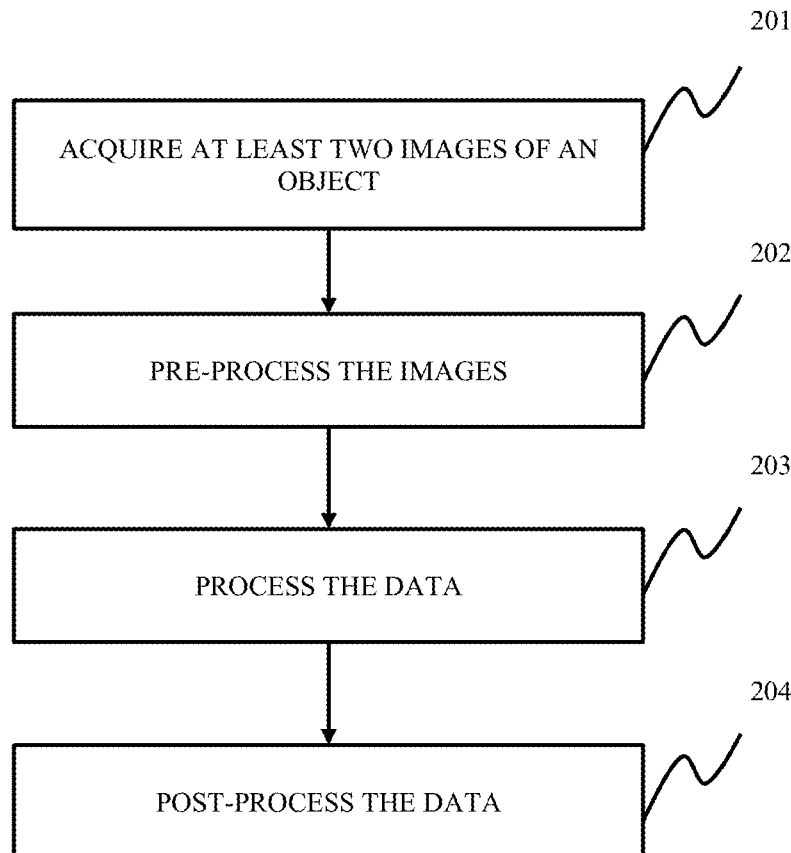 201
ACQUIRE AT LEAST TWO IMAGES OF AN
OBJECT
202
PRE-PROCESS THE IMAGES
203
PROCESS THE DATA
204
POST-PROCESS THE DATA